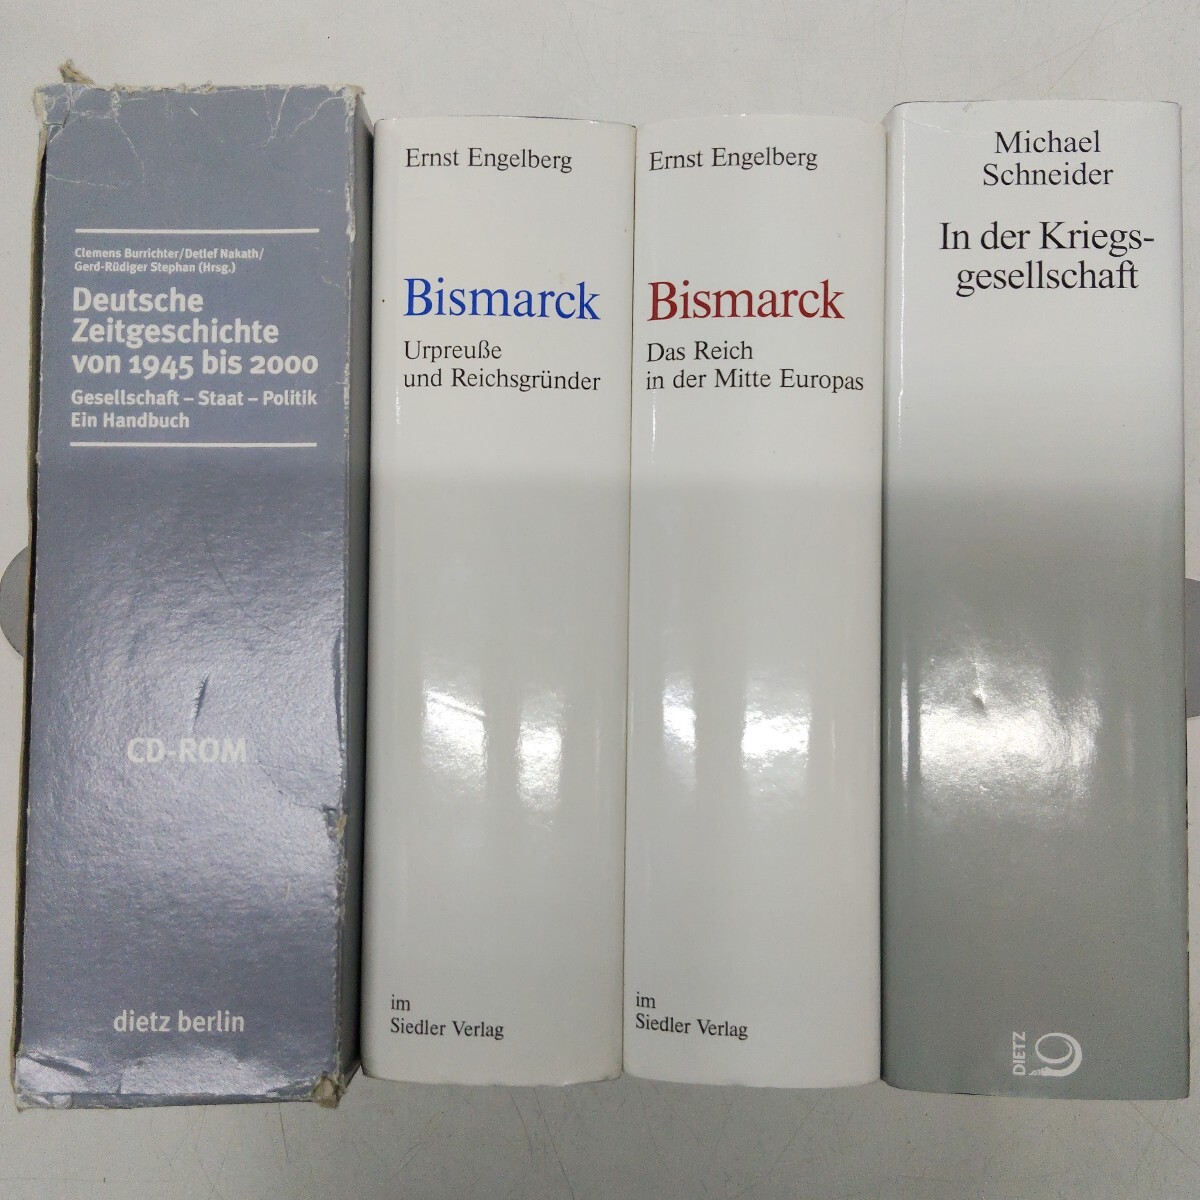 Clemens Burrichter/Detlef Nakath/
Gerd-Rüdiger Stephan (Hrsg.)
Deutsche
Zeitgeschichte
von 1945 bis 2000
Gesellschaft – Staat – Politik
Ein Handbuch
CD-ROM
dietz berlin
Ernst Engelberg
Bismarck
Urpreuße
und Reichsgründer
im
Siedler Verlag
Ernst Engelberg
Bismarck
Das Reich
in der Mitte Europas
im
Siedler Verlag
Michael
Schneider
In der Kriegs-
gesellschaft
DIETZ